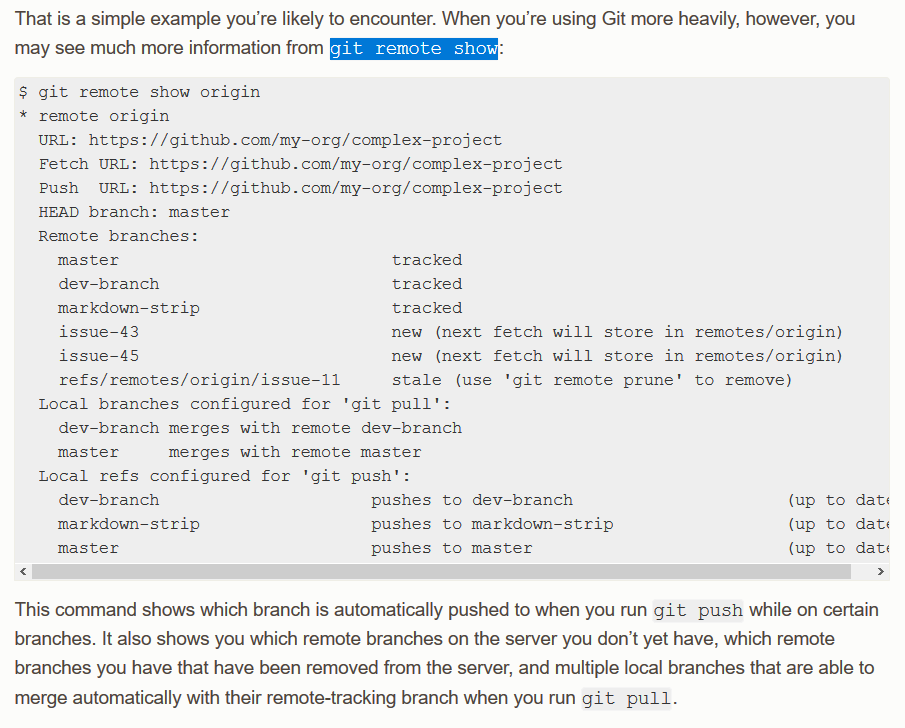 That is a simple example you’re likely to encounter. When you’re using Git more heavily, however, you
may see much more information from git remote show:
$ git remote show origin
* remote origin
  URL: https://github.com/my-org/complex-project
  Fetch URL: https://github.com/my-org/complex-project
  Push  URL: https://github.com/my-org/complex-project
  HEAD branch: master
  Remote branches:
    master                           tracked
    dev-branch                       tracked
    markdown-strip                   tracked
    issue-43                         new (next fetch will store in remotes/origin)
    issue-45                         new (next fetch will store in remotes/origin)
    refs/remotes/origin/issue-11     stale (use 'git remote prune' to remove)
  Local branches configured for 'git pull':
    dev-branch merges with remote dev-branch
    master     merges with remote master
  Local refs configured for 'git push':
    dev-branch                     pushes to dev-branch                     (up to date
    markdown-strip                 pushes to markdown-strip                 (up to date
    master                         pushes to master                         (up to date
This command shows which branch is automatically pushed to when you run git push while on certain
branches. It also shows you which remote branches on the server you don’t yet have, which remote
branches you have that have been removed from the server, and multiple local branches that are able to
merge automatically with their remote-tracking branch when you run git pull.